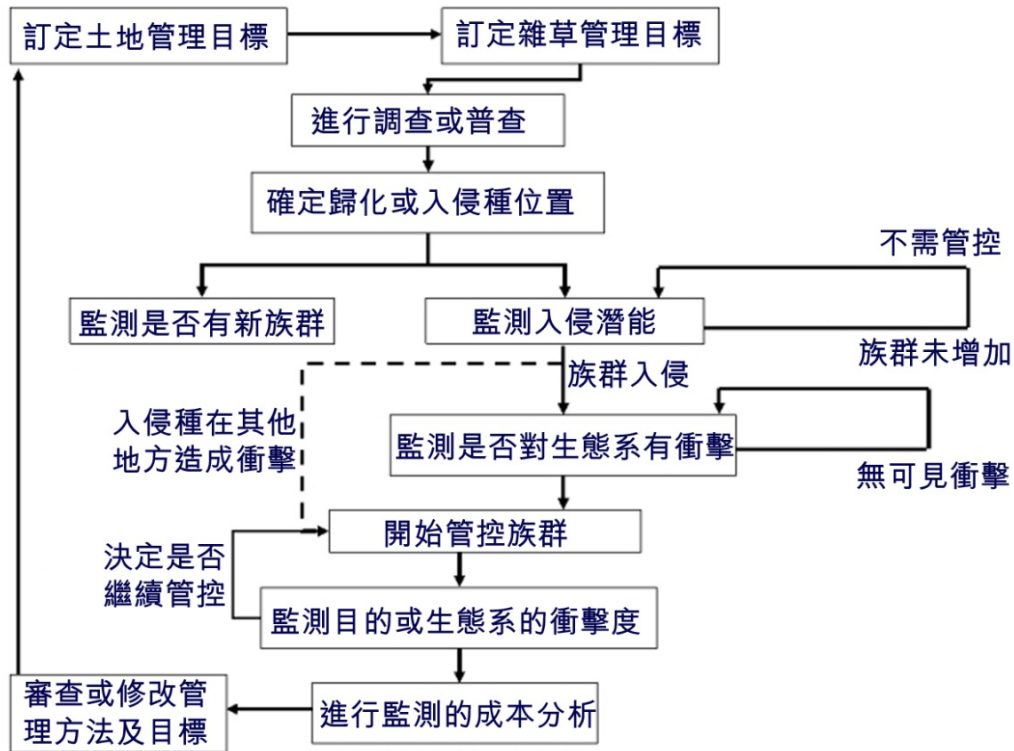 訂定土地管理目標
訂定雜草管理目標
進行調查或普查
確定歸化或入侵種位置
不需管控
監測是否有新族群
監測入侵潛能
族群未增加
族群入侵
入侵種在其他
地方造成衝擊
監測是否對生態系有衝擊
無可見衝擊
開始管控族群
決定是否
繼續管控
監測目的或生態系的衝擊度
審查或修改管
理方法及目標
進行監測的成本分析